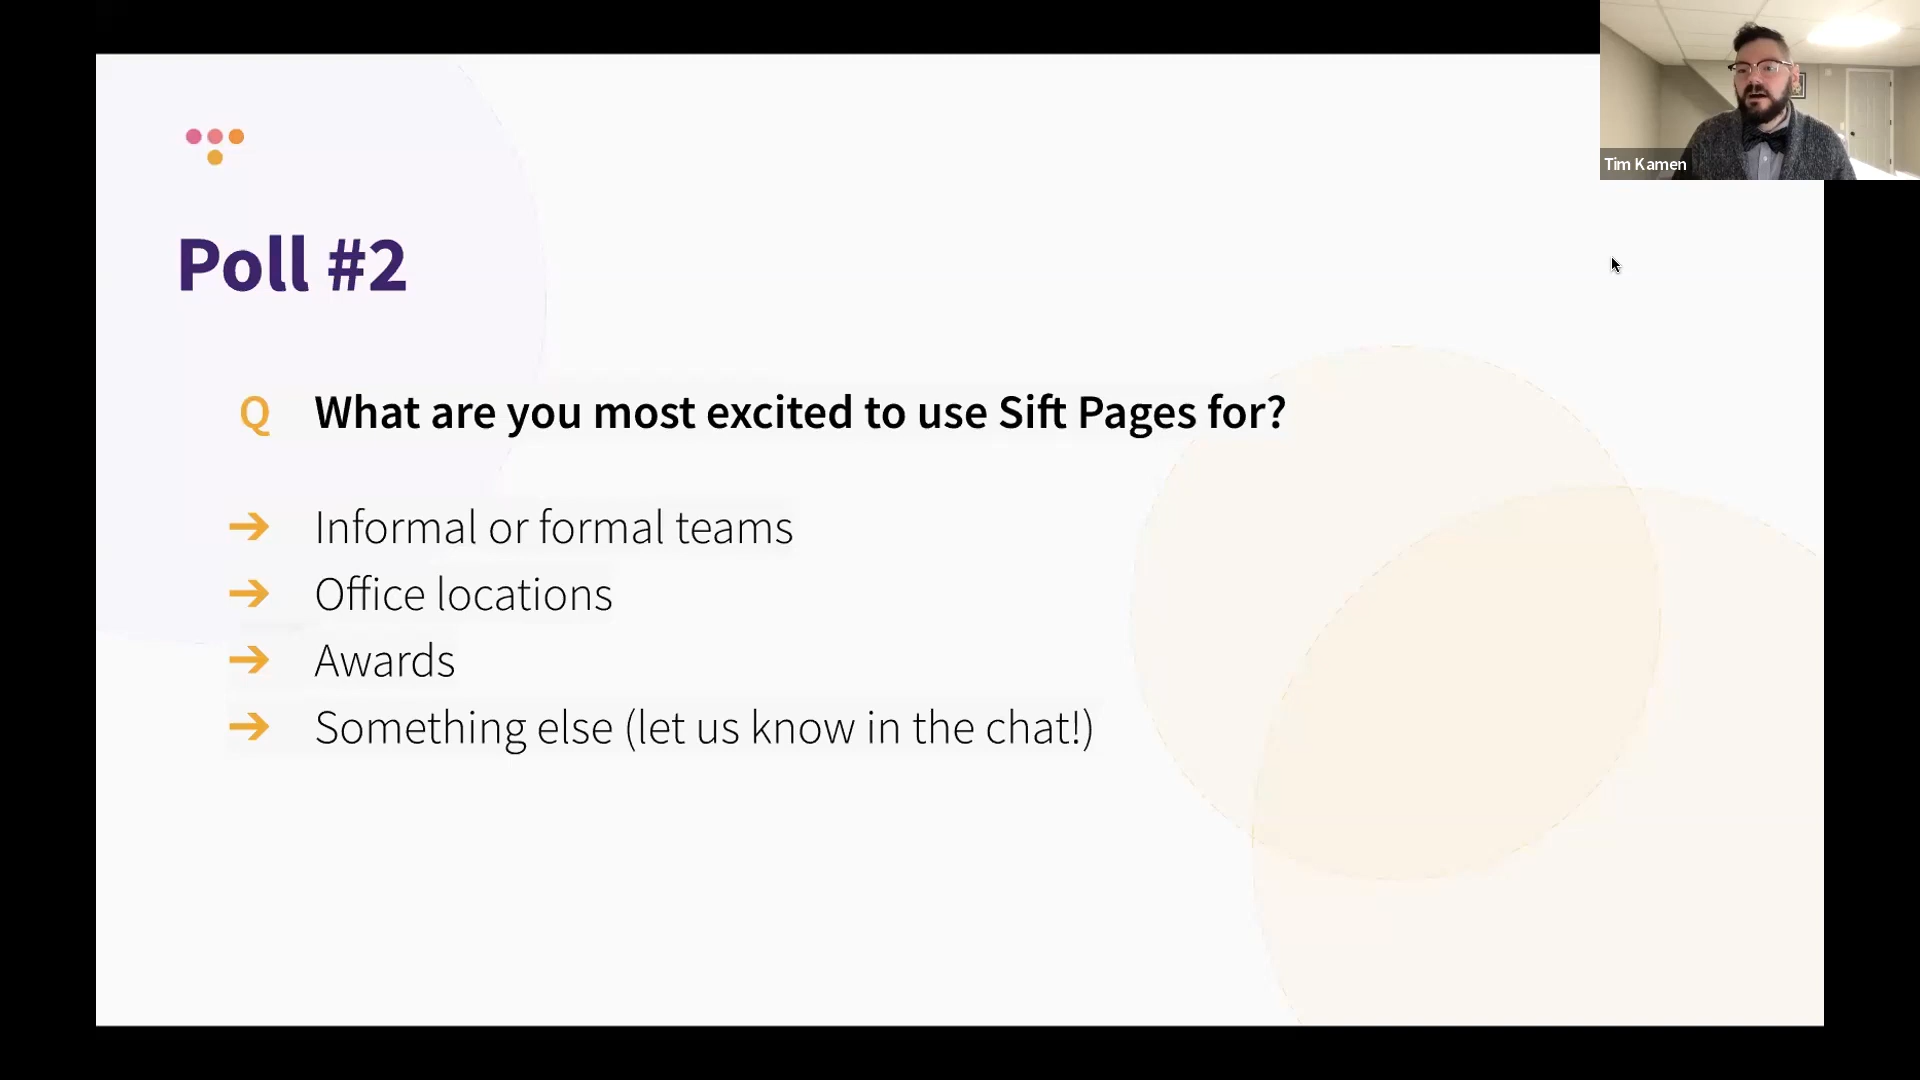 Tim Kamen
Poll #2
Q What are you most excited to use Sift Pages for?
➔ Informal or formal teams
➔ Office locations
➔ Awards
➔ Something else (let us know in the chat!)